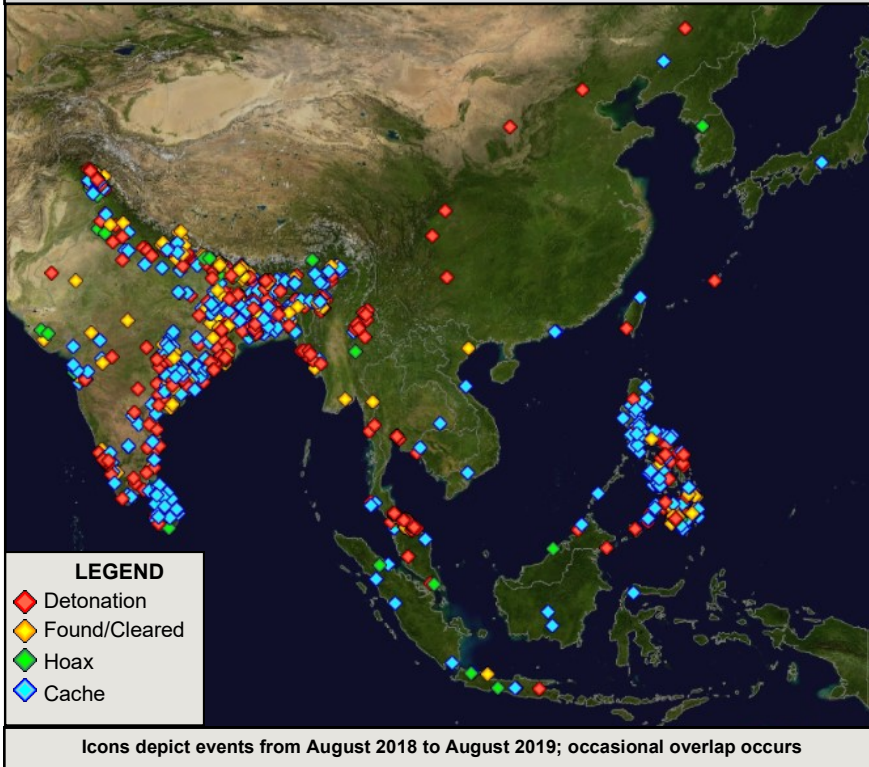 LEGEND
Detonation
Found/Cleared
Hoax
Cache
Icons depict events from August 2018 to August 2019; occasional overlap occurs